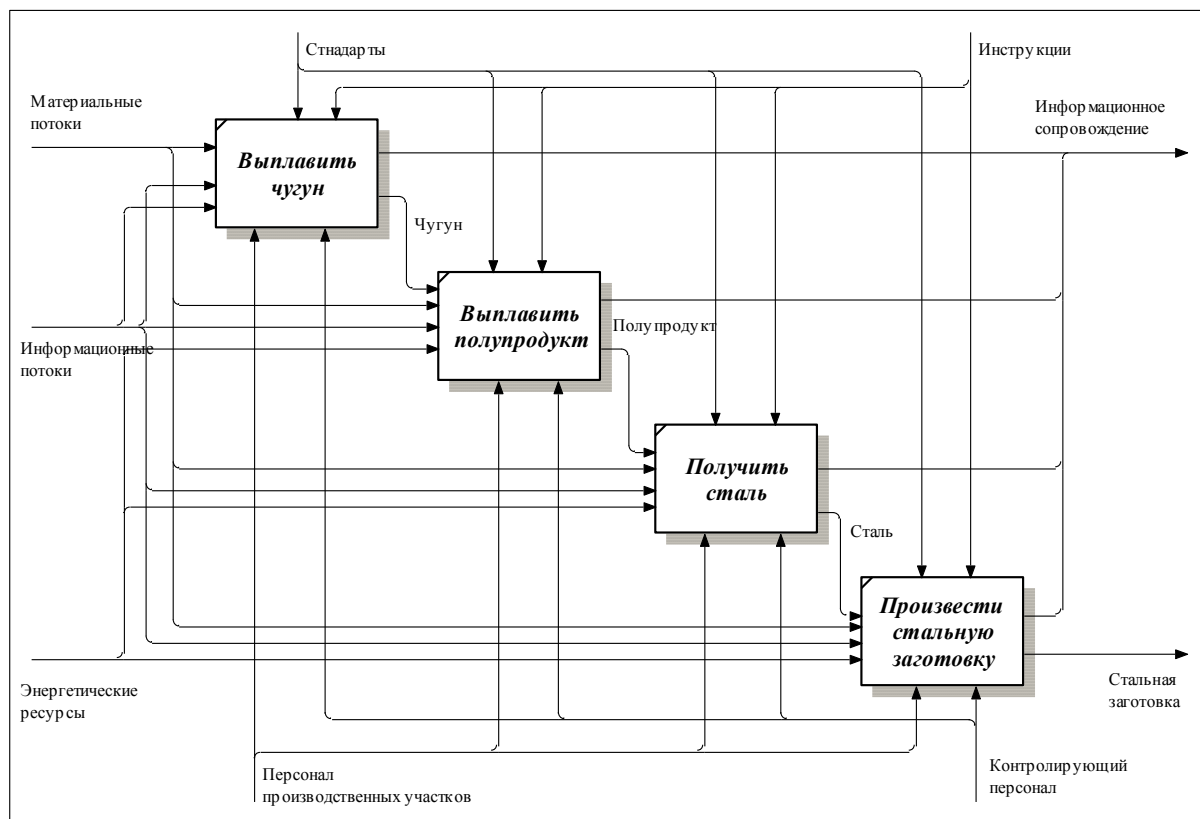 Стнадарты
Инструкции
Материальные
потоки
Информационное
сопровождение
Выплавить
чугун
Чугун
Выплавить
полупродукт
Полупродукт
Информационные
потоки
Получить
сталь
Сталь
Произвести
стальную
заготовку
Энергетические
ресурсы
Стальная
заготовка
Персонал
производственных участков
Контролирующий
персонал